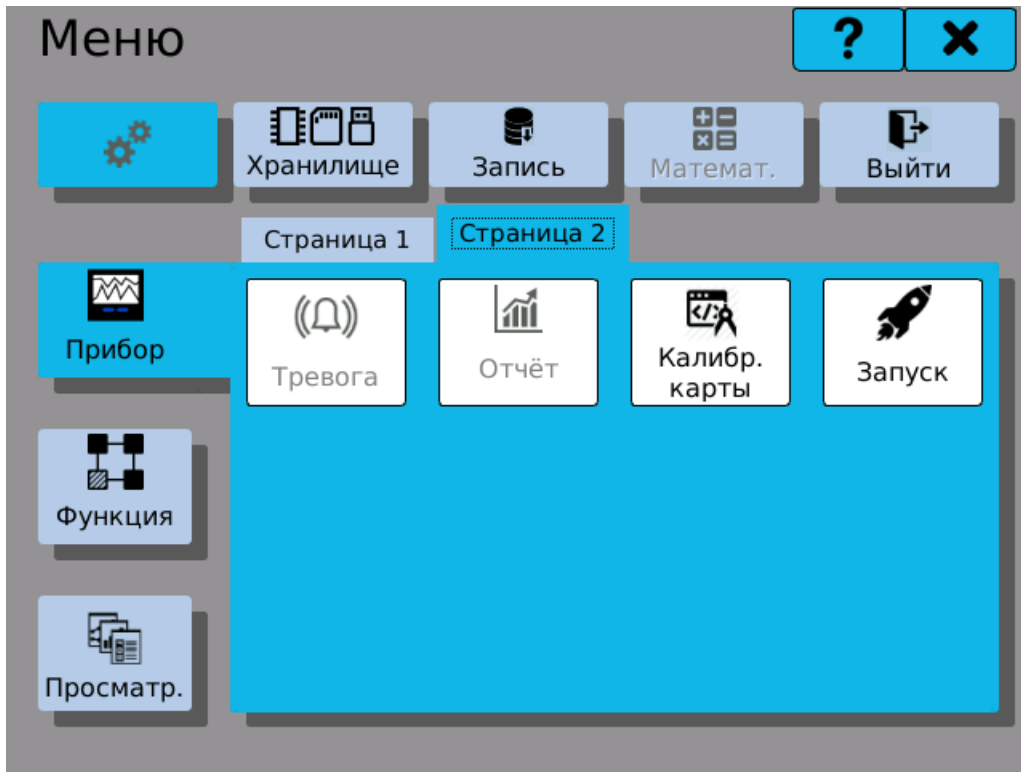 Меню
?
Хранилище
Запись
Математ.
Выйти
Страница 1
Страница 2
Прибор
Тревога
Отчёт
Калибр.
карты
Запуск
Функция
Просматр.